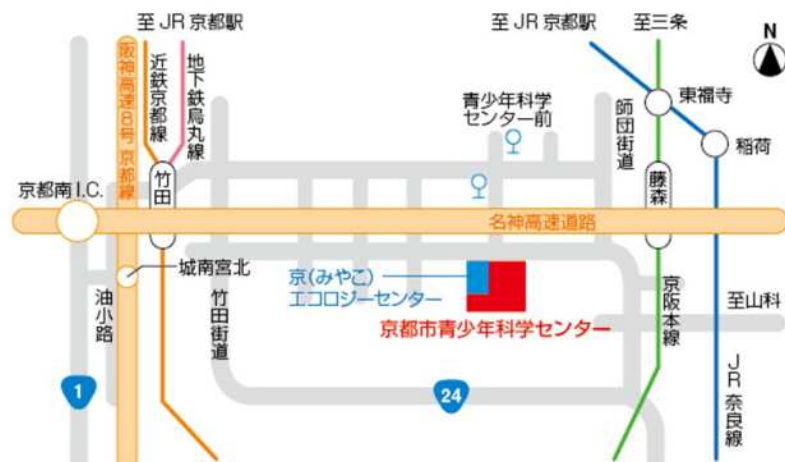 至 JR 京都駅
至 JR 京都駅
至三条
N
阪神高速8号 京都線
近鉄京都線
地下鉄烏丸線
青少年科学
センター前
師団街道
東福寺
稲荷
京都南I.C.
竹田
藤森
名神高速道路
城南宮北
京(みやこ)
エコロジーセンター
京都市青少年科学センター
油小路
竹田街道
京阪本線
至山科
JR 奈良線
1
24